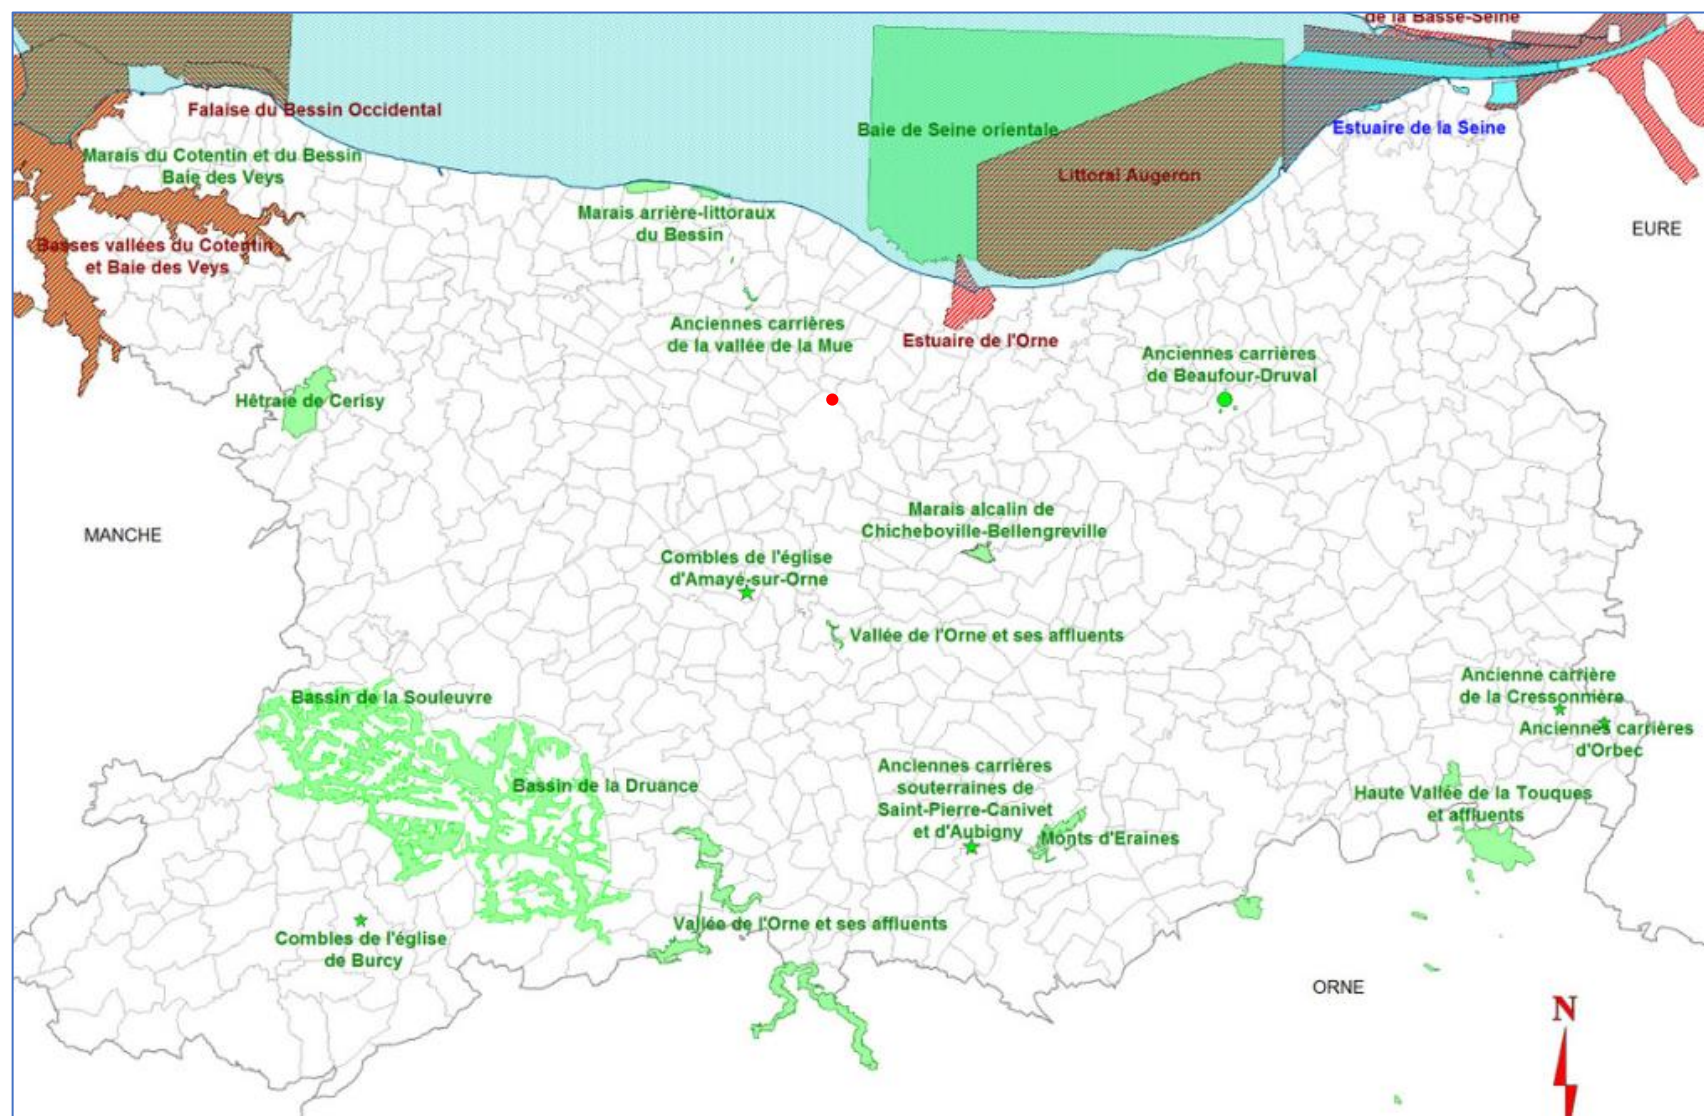 de la Basse-Seine
Falaise du Bessin Occidental
Baie de Seine orientale
Estuaire de la Seine
Marais du Cotentin et du Bessin
Baie des Veys
Littoral Augeron
Marais arrière-littoraux
du Bessin
EURE
Basses vallées du Cotentin
et Baie des Veys
Anciennes carrières
de la vallée de la Mue
Estuaire de l'Orne
Anciennes carrières
de Beaufour-Druval
Hêtraie de Cerisy
Marais alcalin de
Chicheboville-Bellengreville
MANCHE
Combles de l'église
d'Amayé-sur-Orne
Vallée de l'Orne et ses affluents
Ancienne carrière
de la Cressonnière
Bassin de la Souleuvre
Anciennes carrières
d'Orbec
Anciennes carrières
souterraines de
Saint-Pierre-Canivet
et d'Aubigny
Bassin de la Druance
Haute Vallée de la Touques
et affluents
Monts d'Eraines
Vallée de l'Orne et ses affluents
Combles de l'église
de Burcy
ORNE
N